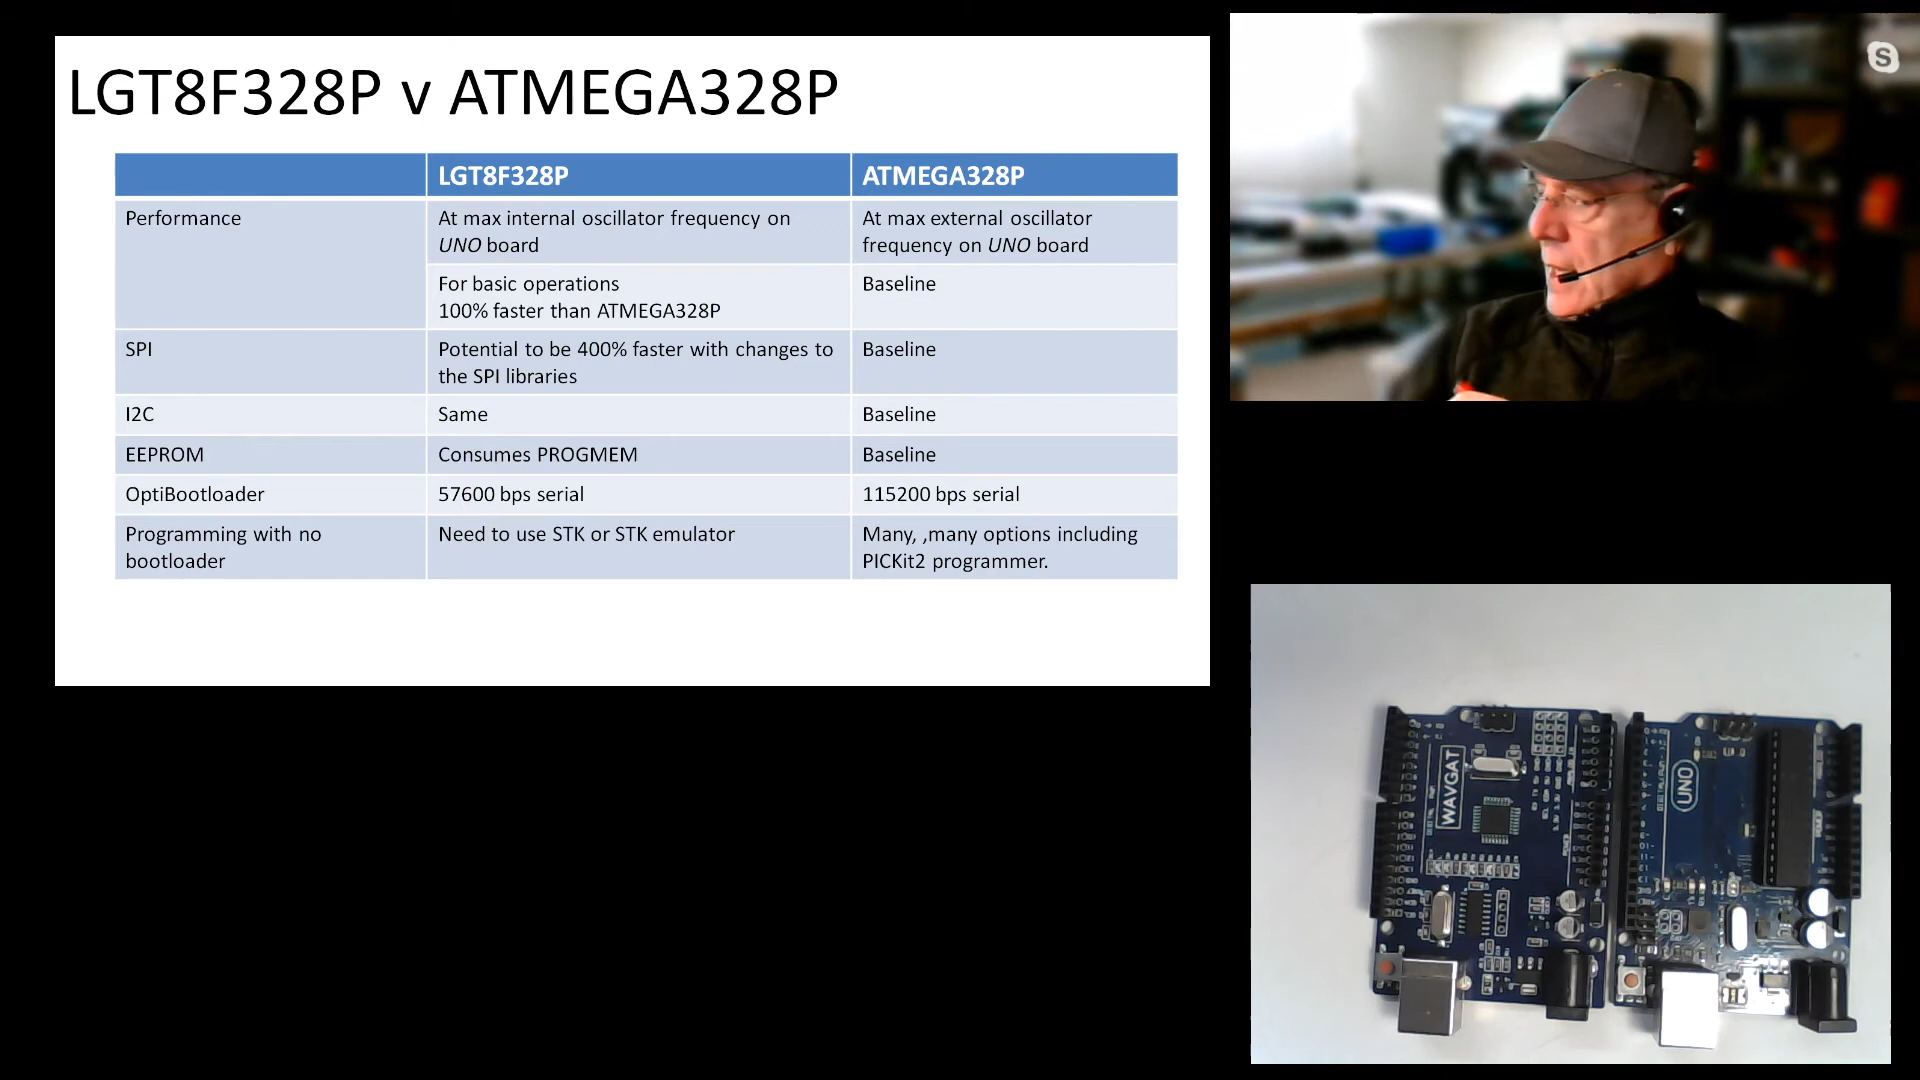 LGT8F328P v ATMEGA328P
LGT8F328P
ATMEGA328P
Performance
At max internal oscillator frequency on
UNO board
At max external oscillator
frequency on UNO board
For basic operations
100% faster than ATMEGA328P
Baseline
SPI
Potential to be 400% faster with changes to
the SPI libraries
Baseline
I2C
Same
Baseline
EEPROM
Consumes PROGMEM
Baseline
OptiBootloader
57600 bps serial
115200 bps serial
Programming with no
bootloader
Need to use STK or STK emulator
Many, ,many options including
PICKit2 programmer.
S
WAVGAT
UNO